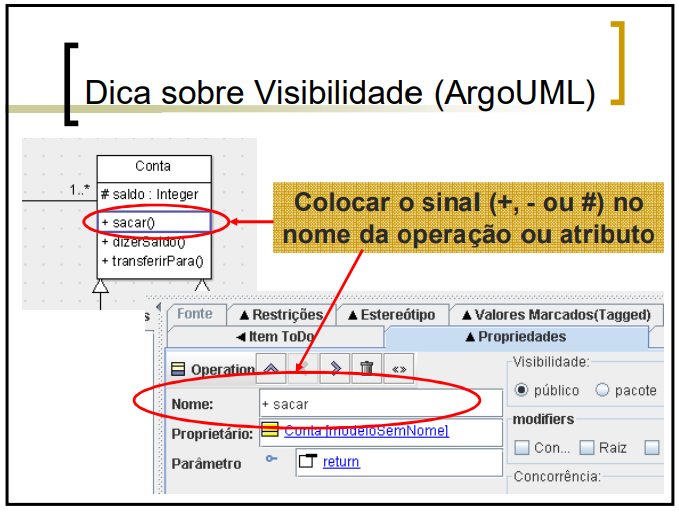 Dica sobre Visibilidade (ArgoUML)
Conta
1..*
# saldo : Integer
+ sacar()
+ dizerSaldo()
+ transferirPara()
Colocar o sinal (+, - ou #) no
nome da operação ou atributo
s
Fonte ▲ Restrições ▲ Estereótipo ▲ Valores Marcados(Tagged)
◄ Item ToDo ▲ Propriedades
Operation «»
Visibilidade:
público pacote
Nome: + sacar
modifiers
Proprietário: Conta [modeloSemNome]
Con... Raiz
Parâmetro return
Concorrência: